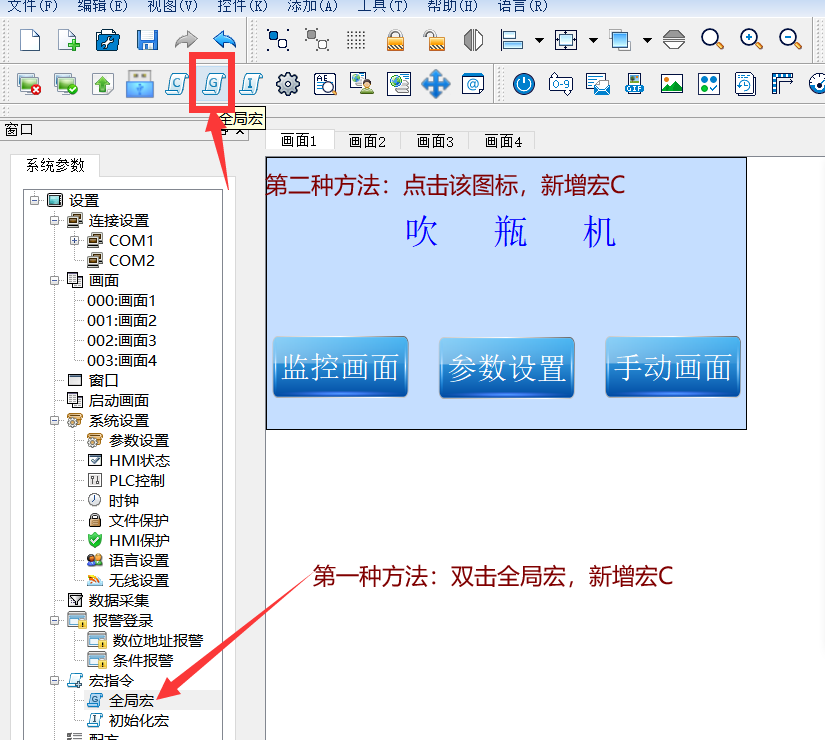 文件(F) 编辑(E) 视图(V) 控件(K) 添加(A) 工具(T) 帮助(H) 语言(R)
C G I
全局宏
窗口
画面1 画面2 画面3 画面4
系统参数
第二种方法：点击该图标，新增宏C
吹 瓶 机
监控画面 参数设置 手动画面
第一种方法：双击全局宏，新增宏C
设置
连接设置
COM1
COM2
画面
000:画面1
001:画面2
002:画面3
003:画面4
窗口
启动画面
系统设置
参数设置
HMI状态
PLC控制
时钟
文件保护
HMI保护
语言设置
无线设置
数据采集
报警登录
数位地址报警
条件报警
宏指令
全局宏
初始化宏
配方